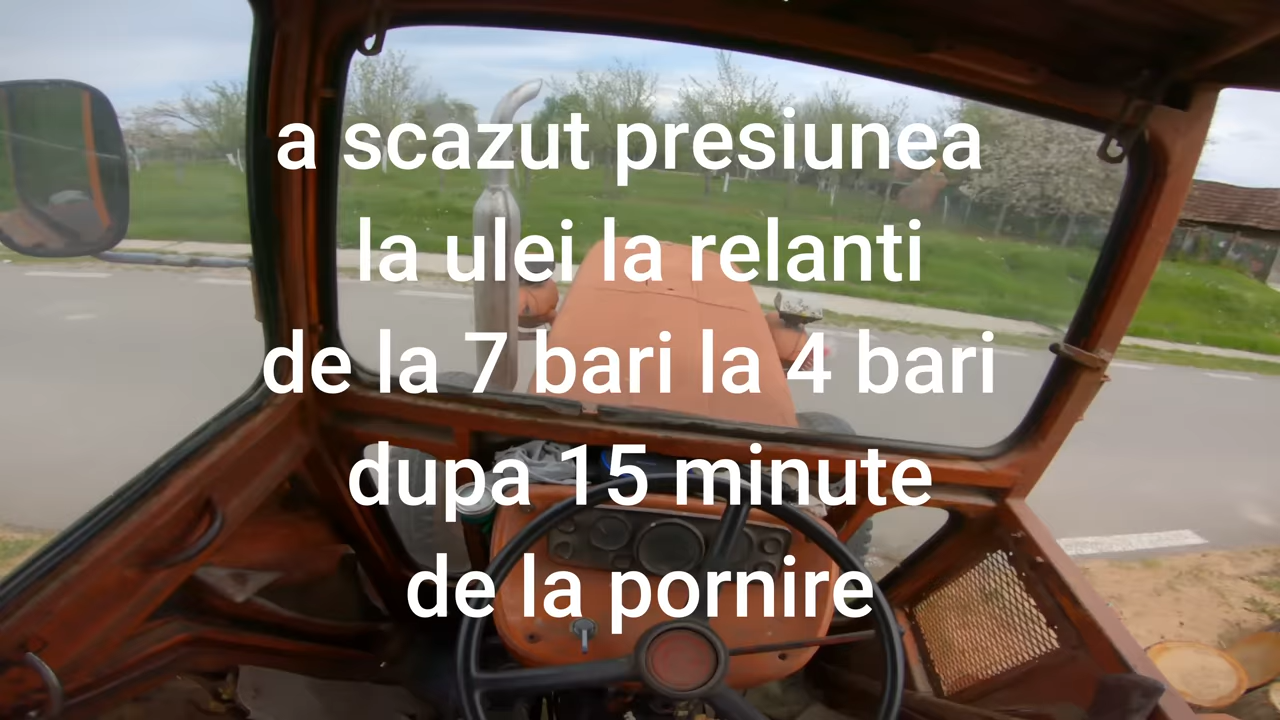 a scazut presiunea
la ulei la relanti
de la 7 bari la 4 bari
dupa 15 minute
de la pornire